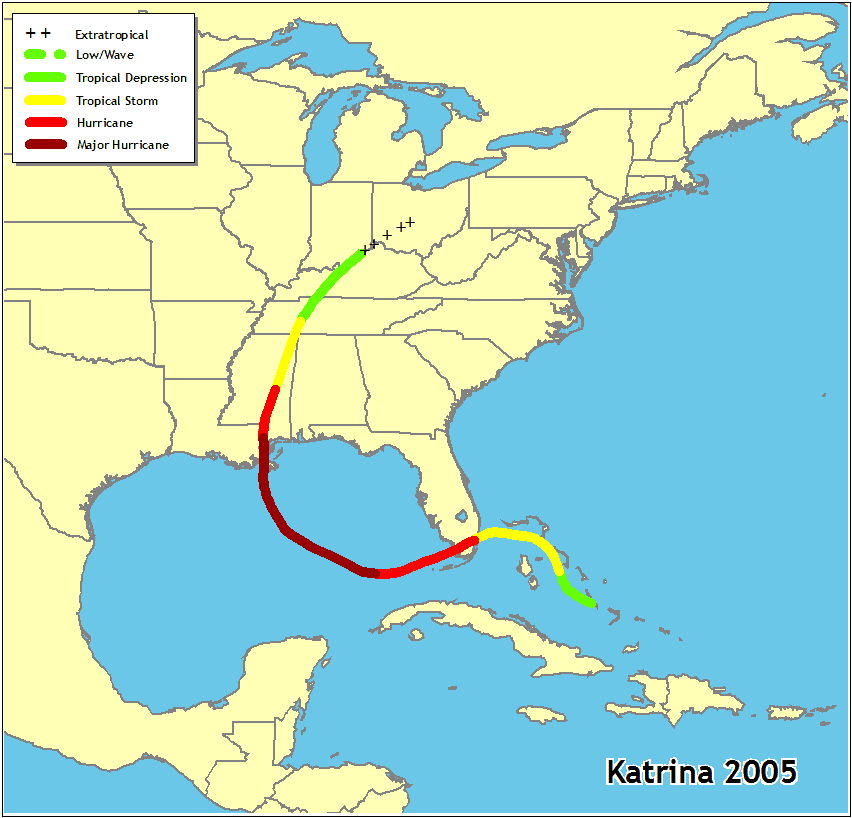 ++ Extratropical
Low/Wave
Tropical Depression
Tropical Storm
Hurricane
Major Hurricane
Katrina 2005